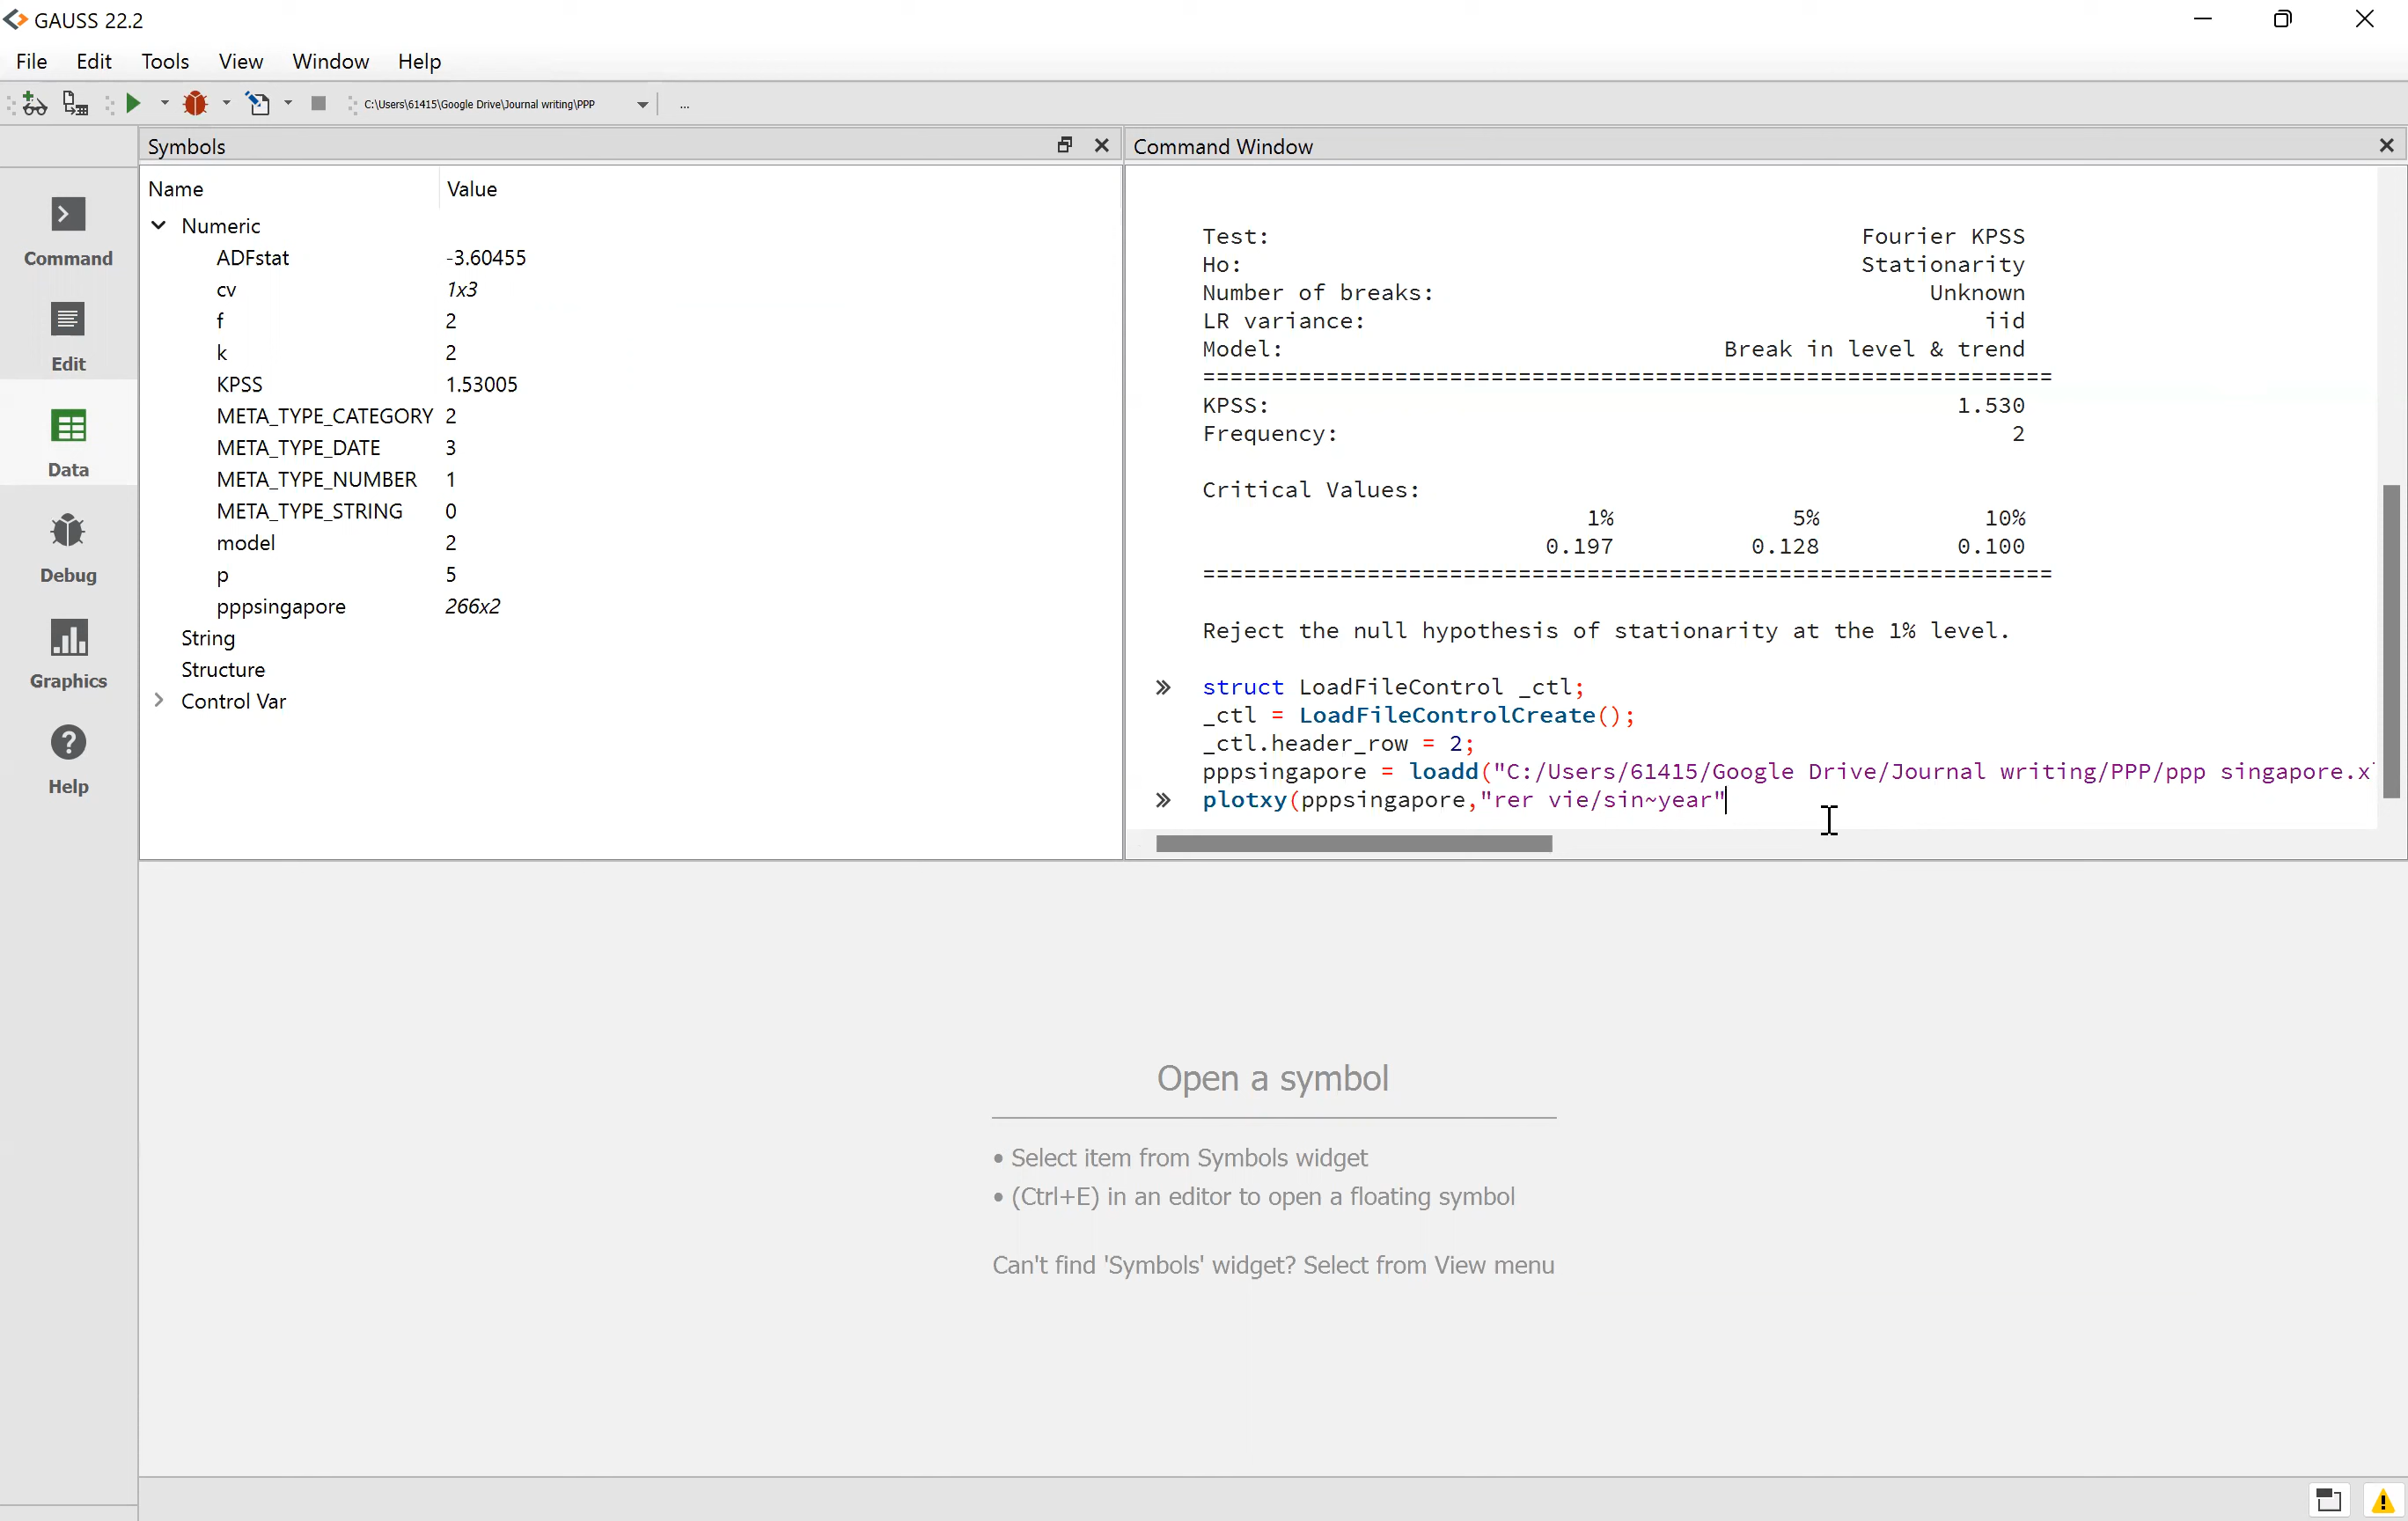 GAUSS 22.2
File Edit Tools View Window Help
C:\Users\61415\Google Drive\Journal writing\PPP ...
Symbols
Name Value
Numeric
ADFstat -3.60455
cv 1x3
f 2
k 2
KPSS 1.53005
META_TYPE_CATEGORY 2
META_TYPE_DATE 3
META_TYPE_NUMBER 1
META_TYPE_STRING 0
model 2
p 5
pppsingapore 266x2
String
Structure
Control Var
Command
Edit
Data
Debug
Graphics
Help
Command Window
Test: Fourier KPSS
Ho: Stationarity
Number of breaks: Unknown
LR variance: iid
Model: Break in level & trend
==============================================================
KPSS: 1.530
Frequency: 2
Critical Values:
1% 5% 10%
0.197 0.128 0.100
==============================================================
Reject the null hypothesis of stationarity at the 1% level.
» struct LoadFileControl _ctl;
_ctl = LoadFileControlCreate();
_ctl.header_row = 2;
pppsingapore = loadd("C:/Users/61415/Google Drive/Journal writing/PPP/ppp singapore.x
» plotxy(pppsingapore,"rer vie/sin~year"
Open a symbol
• Select item from Symbols widget
• (Ctrl+E) in an editor to open a floating symbol
Can't find 'Symbols' widget? Select from View menu